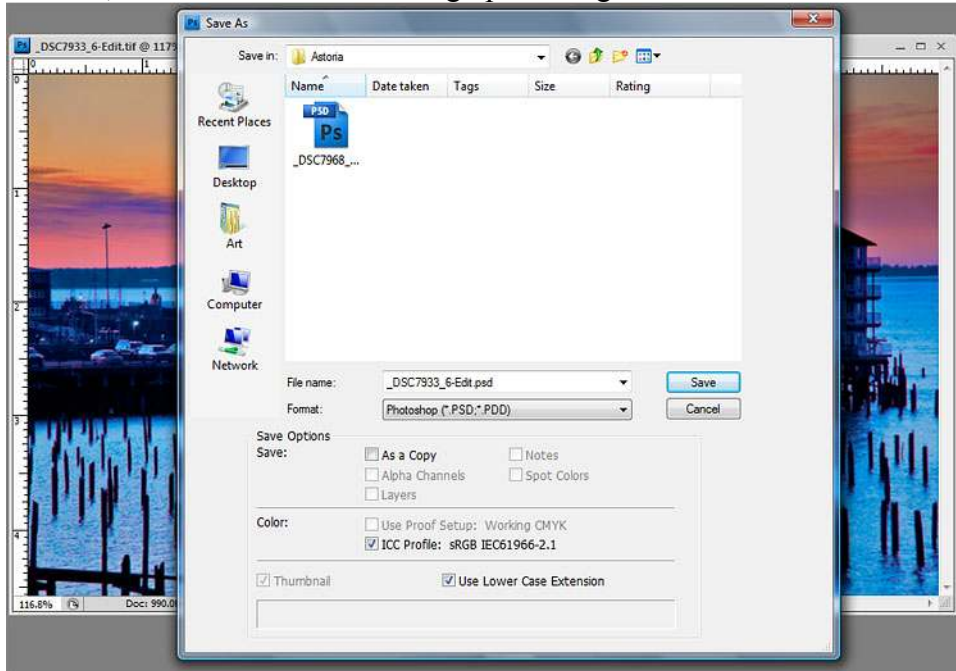 Save As
_DSC7933_6-Edit.tif @ 117
Save in: Astoria
Name Date taken Tags Size Rating
Recent Places
PSD
Ps
_DSC7968_...
Desktop
Art
Computer
Network
File name: _DSC7933_6-Edit.psd Save
Format: Photoshop (*.PSD;*.PDD) Cancel
Save Options
Save: As a Copy Notes
Alpha Channels Spot Colors
Layers
Color: Use Proof Setup: Working CMYK
ICC Profile: sRGB IEC61966-2.1
Thumbnail Use Lower Case Extension
116.8% Doc: 990.0